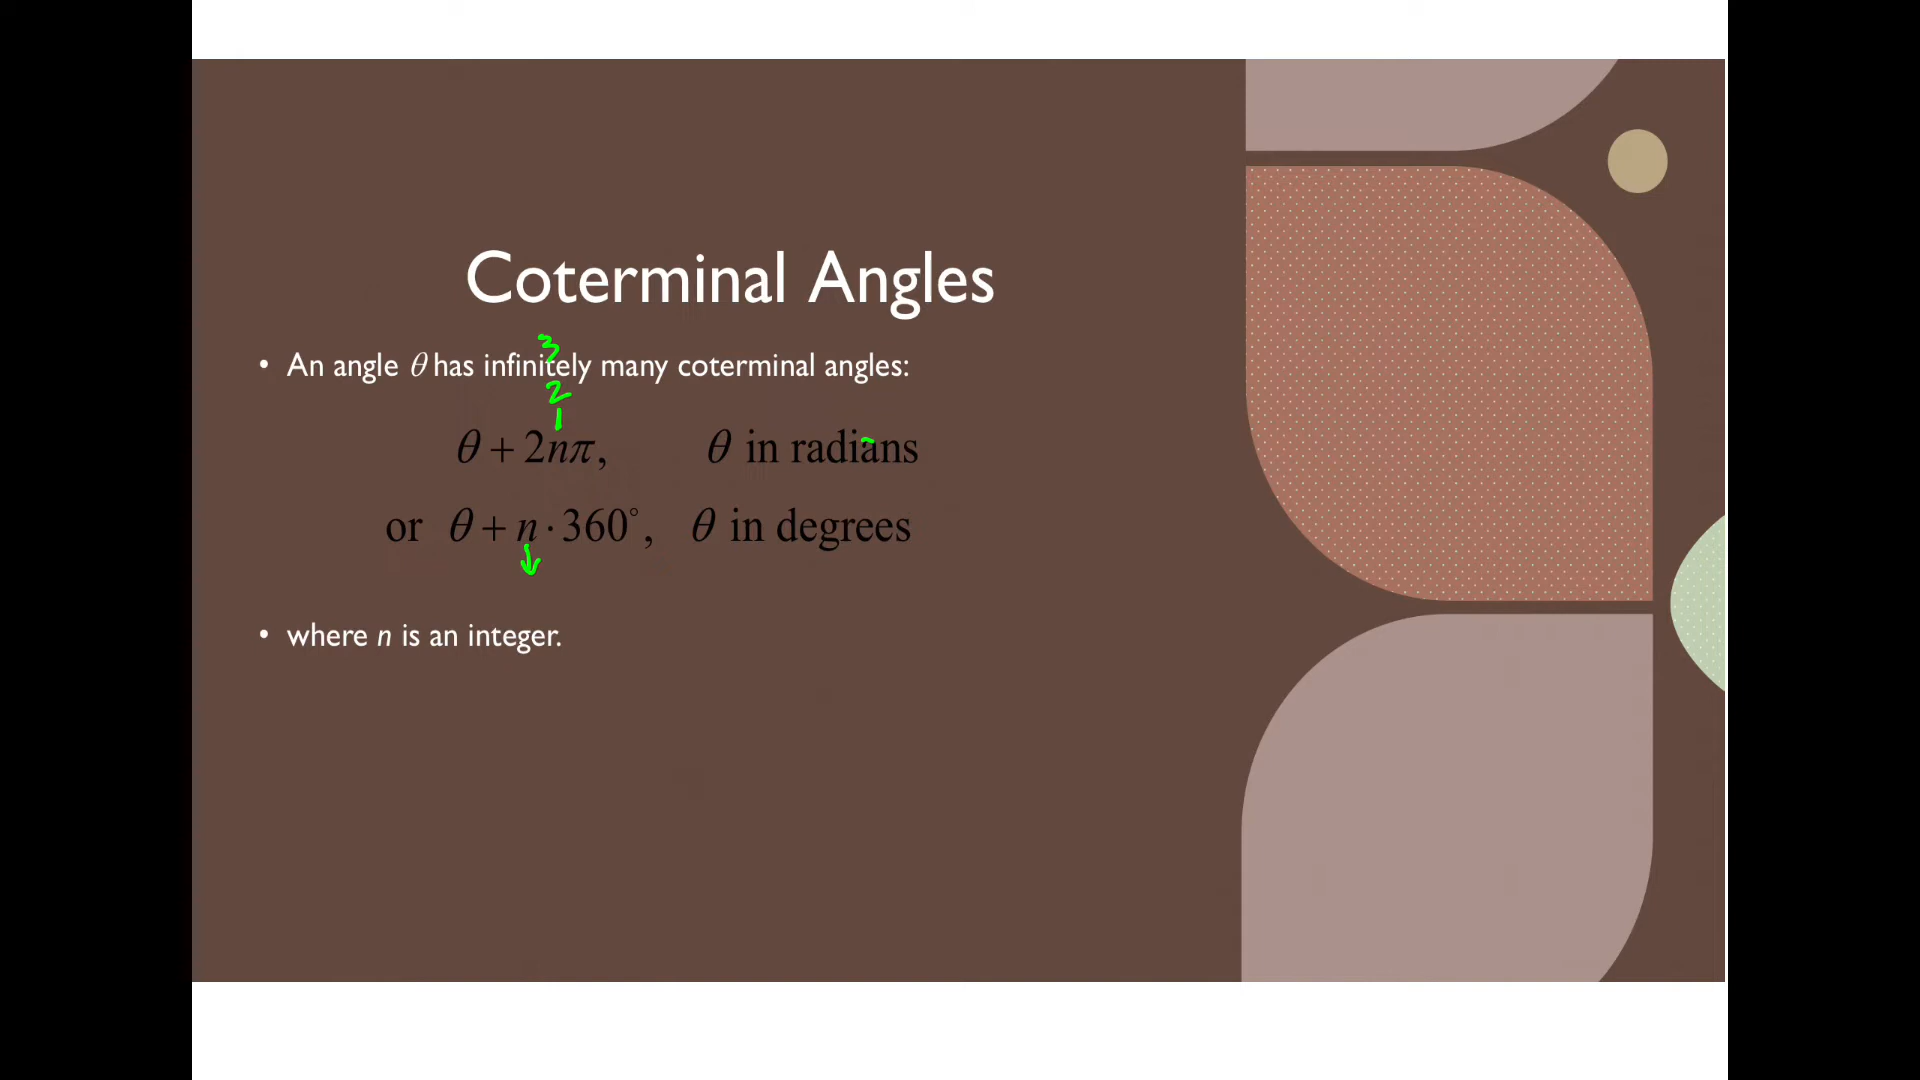 Coterminal Angles
3
• An angle θ has infinitely many coterminal angles:
2
1
θ + 2nπ, θ in radians
or θ + n · 360°, θ in degrees
• where n is an integer.